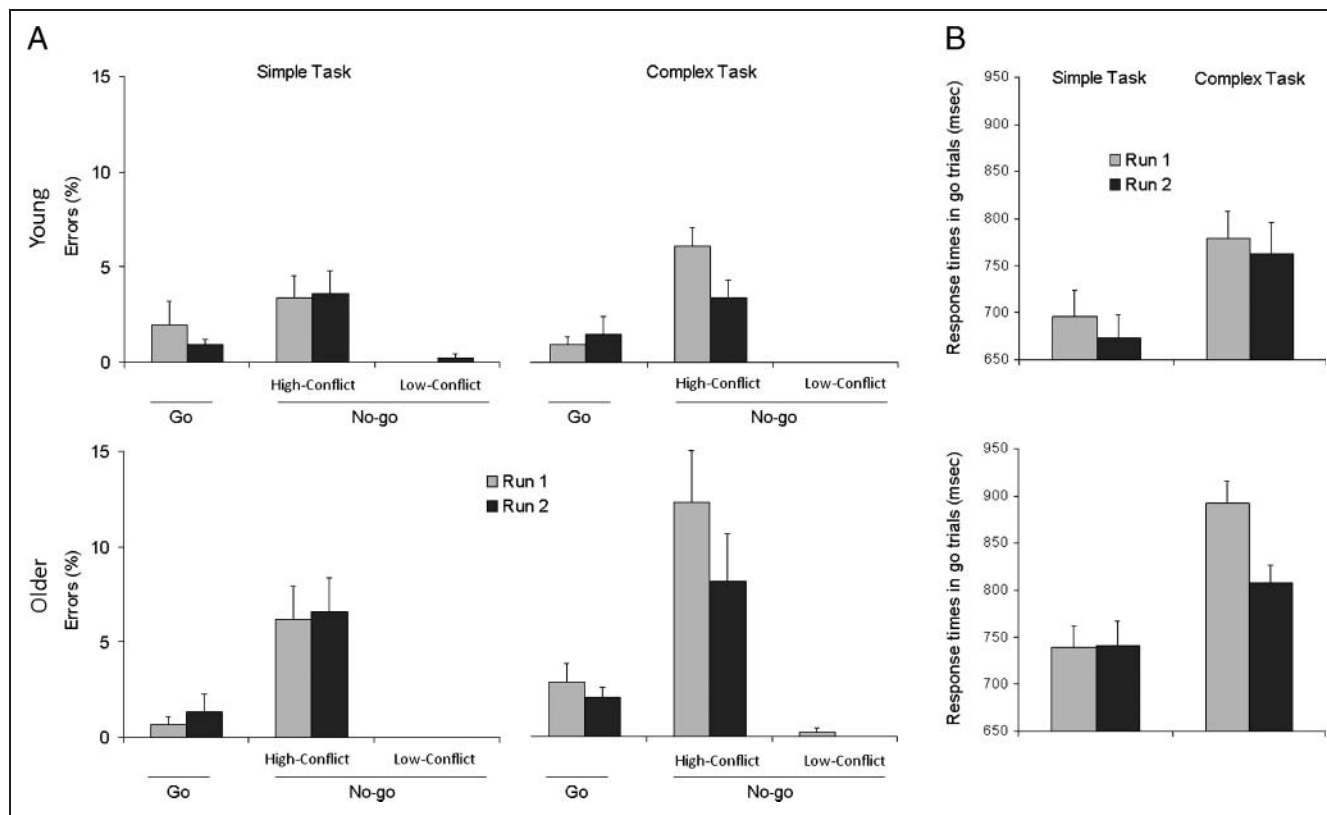 A
Simple Task
Complex Task
Young
Errors (%)
15
10
5
0
High-Conflict
Low-Conflict
High-Conflict
Low-Conflict
Go
No-go
Go
No-go
Older
Errors (%)
15
10
5
0
Run 1
Run 2
High-Conflict
Low-Conflict
High-Conflict
Low-Conflict
Go
No-go
Go
No-go
B
Response times in go trials (msec)
950
900
850
800
750
700
650
Simple Task
Complex Task
Run 1
Run 2
Response times in go trials (msec)
950
900
850
800
750
700
650